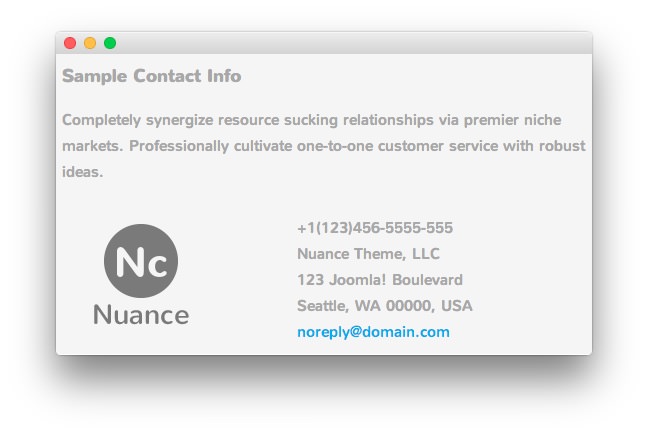 Sample Contact Info
Completely synergize resource sucking relationships via premier niche
markets. Professionally cultivate one-to-one customer service with robust
ideas.
Nc
Nuance
+1(123)456-5555-555
Nuance Theme, LLC
123 Joomla! Boulevard
Seattle, WA 00000, USA
noreply@domain.com